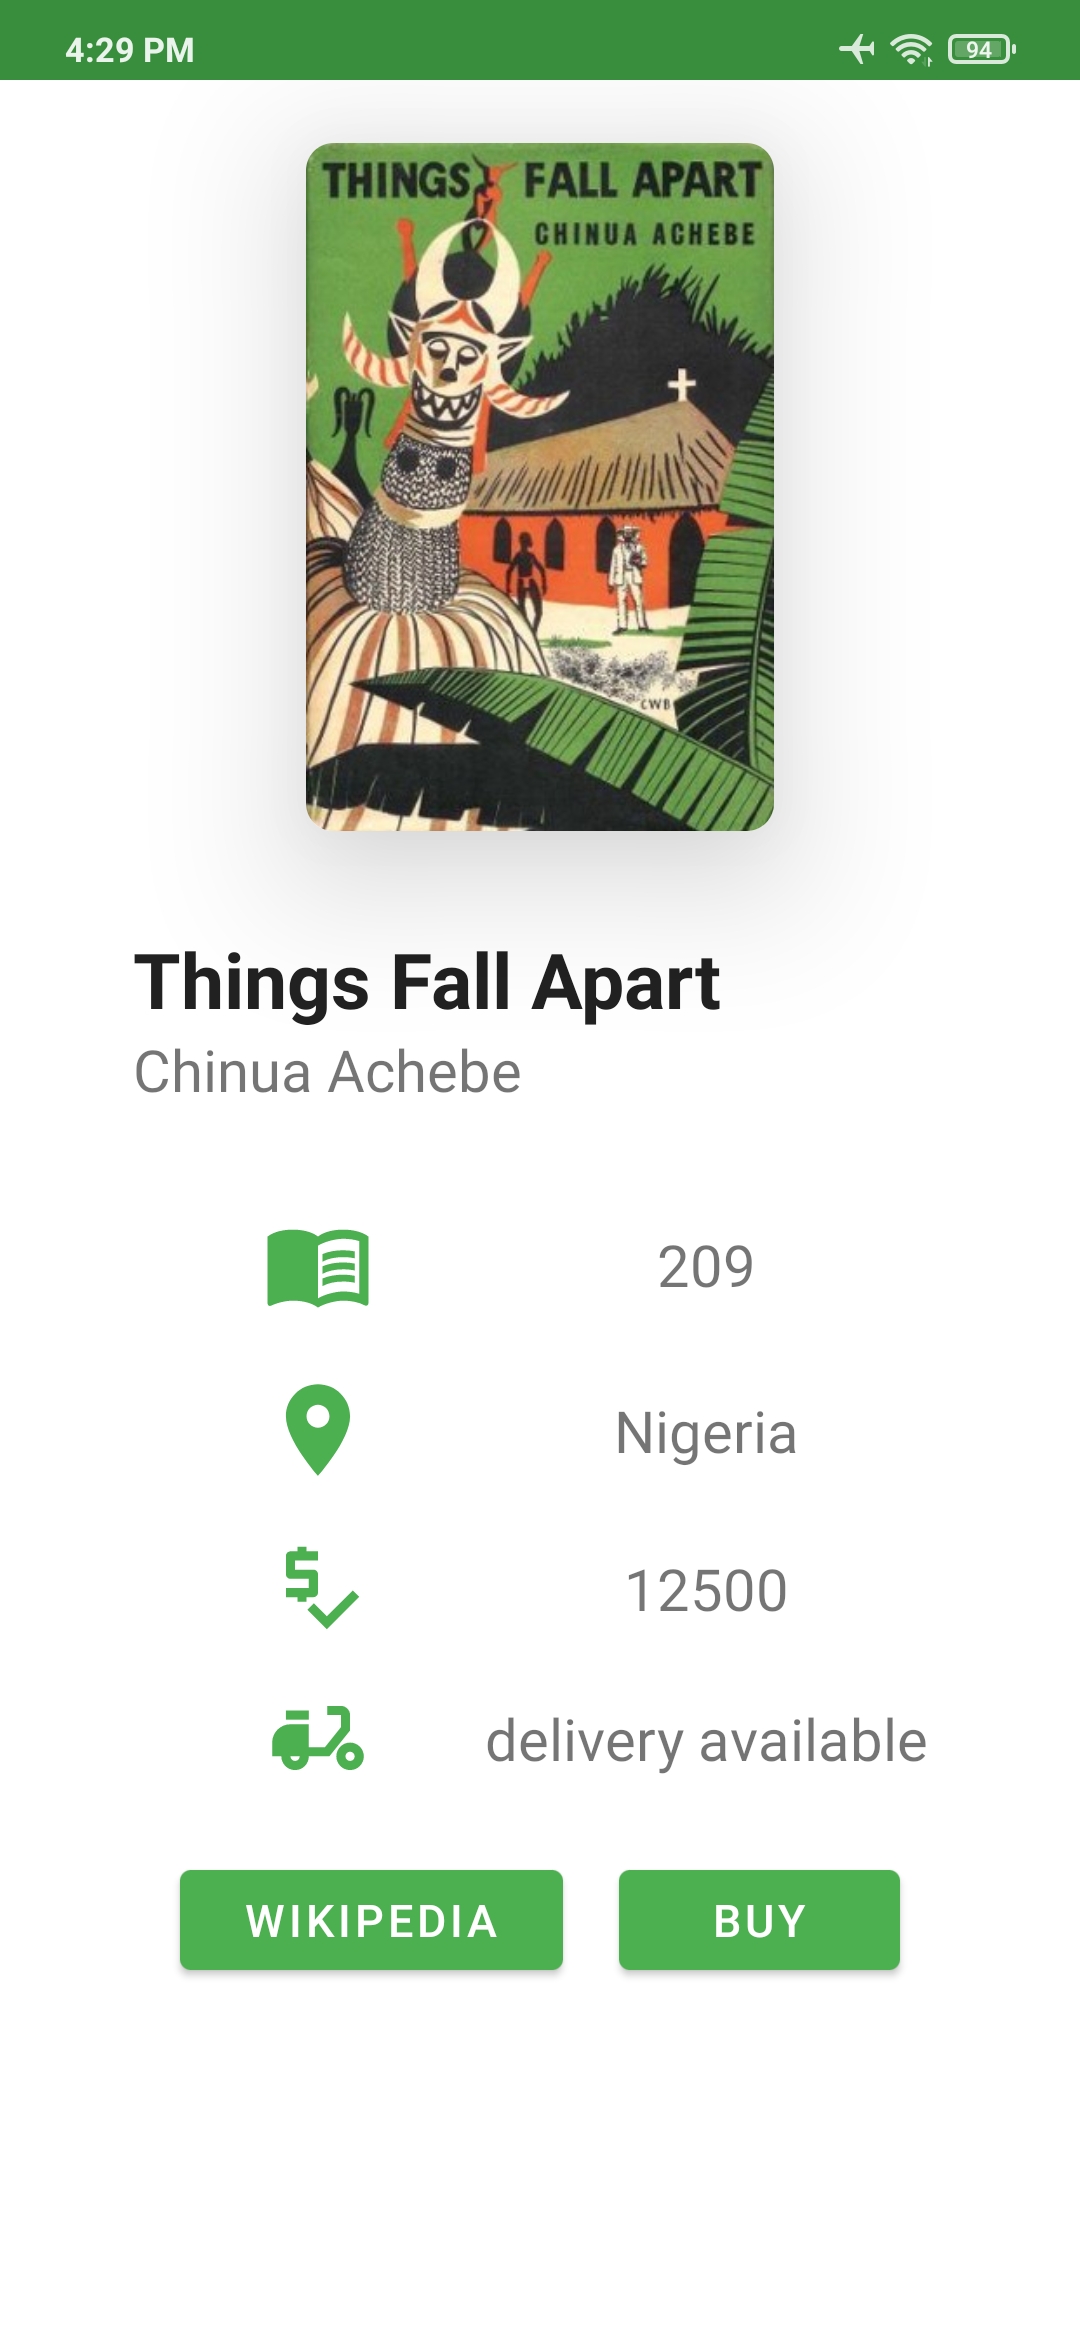 4:29 PM
94
THINGS FALL APART
CHINUA ACHEBE
CWB
Things Fall Apart
Chinua Achebe
209
Nigeria
12500
delivery available
WIKIPEDIA
BUY